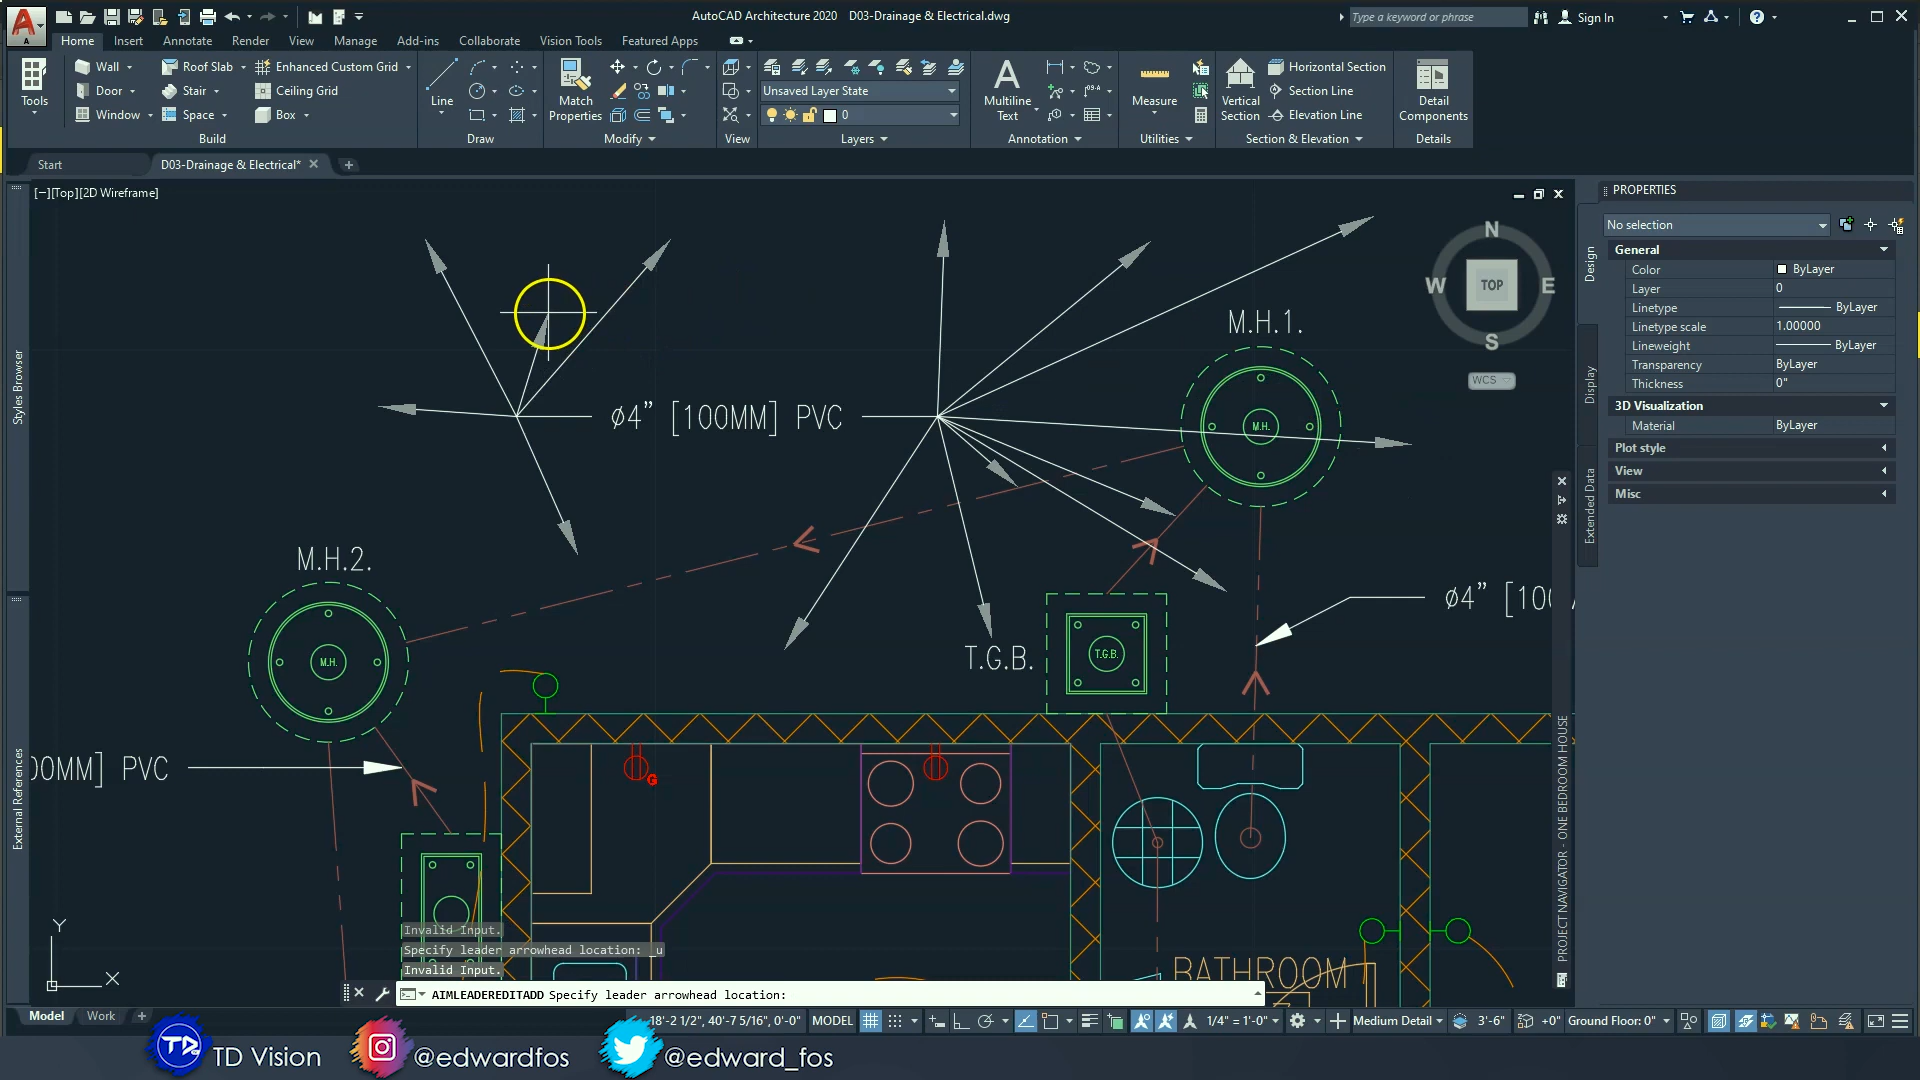 AutoCAD Architecture 2020 D03-Drainage & Electrical.dwg
Type a keyword or phrase
Sign In
Home Insert Annotate Render View Manage Add-ins Collaborate Vision Tools Featured Apps
Tools
Wall
Door
Window
Roof Slab
Stair
Space
Enhanced Custom Grid
Ceiling Grid
Box
Line
Match
Properties
Unsaved Layer State
0
Multiline
Text
Measure
Vertical
Section
Horizontal Section
Section Line
Elevation Line
Detail
Components
Build Draw Modify View Layers Annotation Utilities Section & Elevation Details
Start
D03-Drainage & Electrical*
[−][Top][2D Wireframe]
Styles Browser
External References
ø4” [100MM] PVC
M.H.1.
M.H.
M.H.2.
M.H.
T.G.B.
T.G.B.
ø4” [100
00MM] PVC
G
BATHROOM
N
W
TOP
E
S
WCS
Y
X
Invalid Input.
Specify leader arrowhead location: _u
Invalid Input.
AIMLEADEREDITADD Specify leader arrowhead location:
PROJECT NAVIGATOR - ONE BEDROOM HOUSE
PROPERTIES
No selection
Design
Display
Extended Data
General
Color ByLayer
Layer 0
Linetype ByLayer
Linetype scale 1.00000
Lineweight ByLayer
Transparency ByLayer
Thickness 0"
3D Visualization
Material ByLayer
Plot style
View
Misc
Model Work
18'-2 1/2", 40'-7 5/16", 0'-0" MODEL
1/4" = 1'-0"
Medium Detail
3'-6"
+0"
Ground Floor: 0"
TD Vision
@edwardfos
@edward_fos